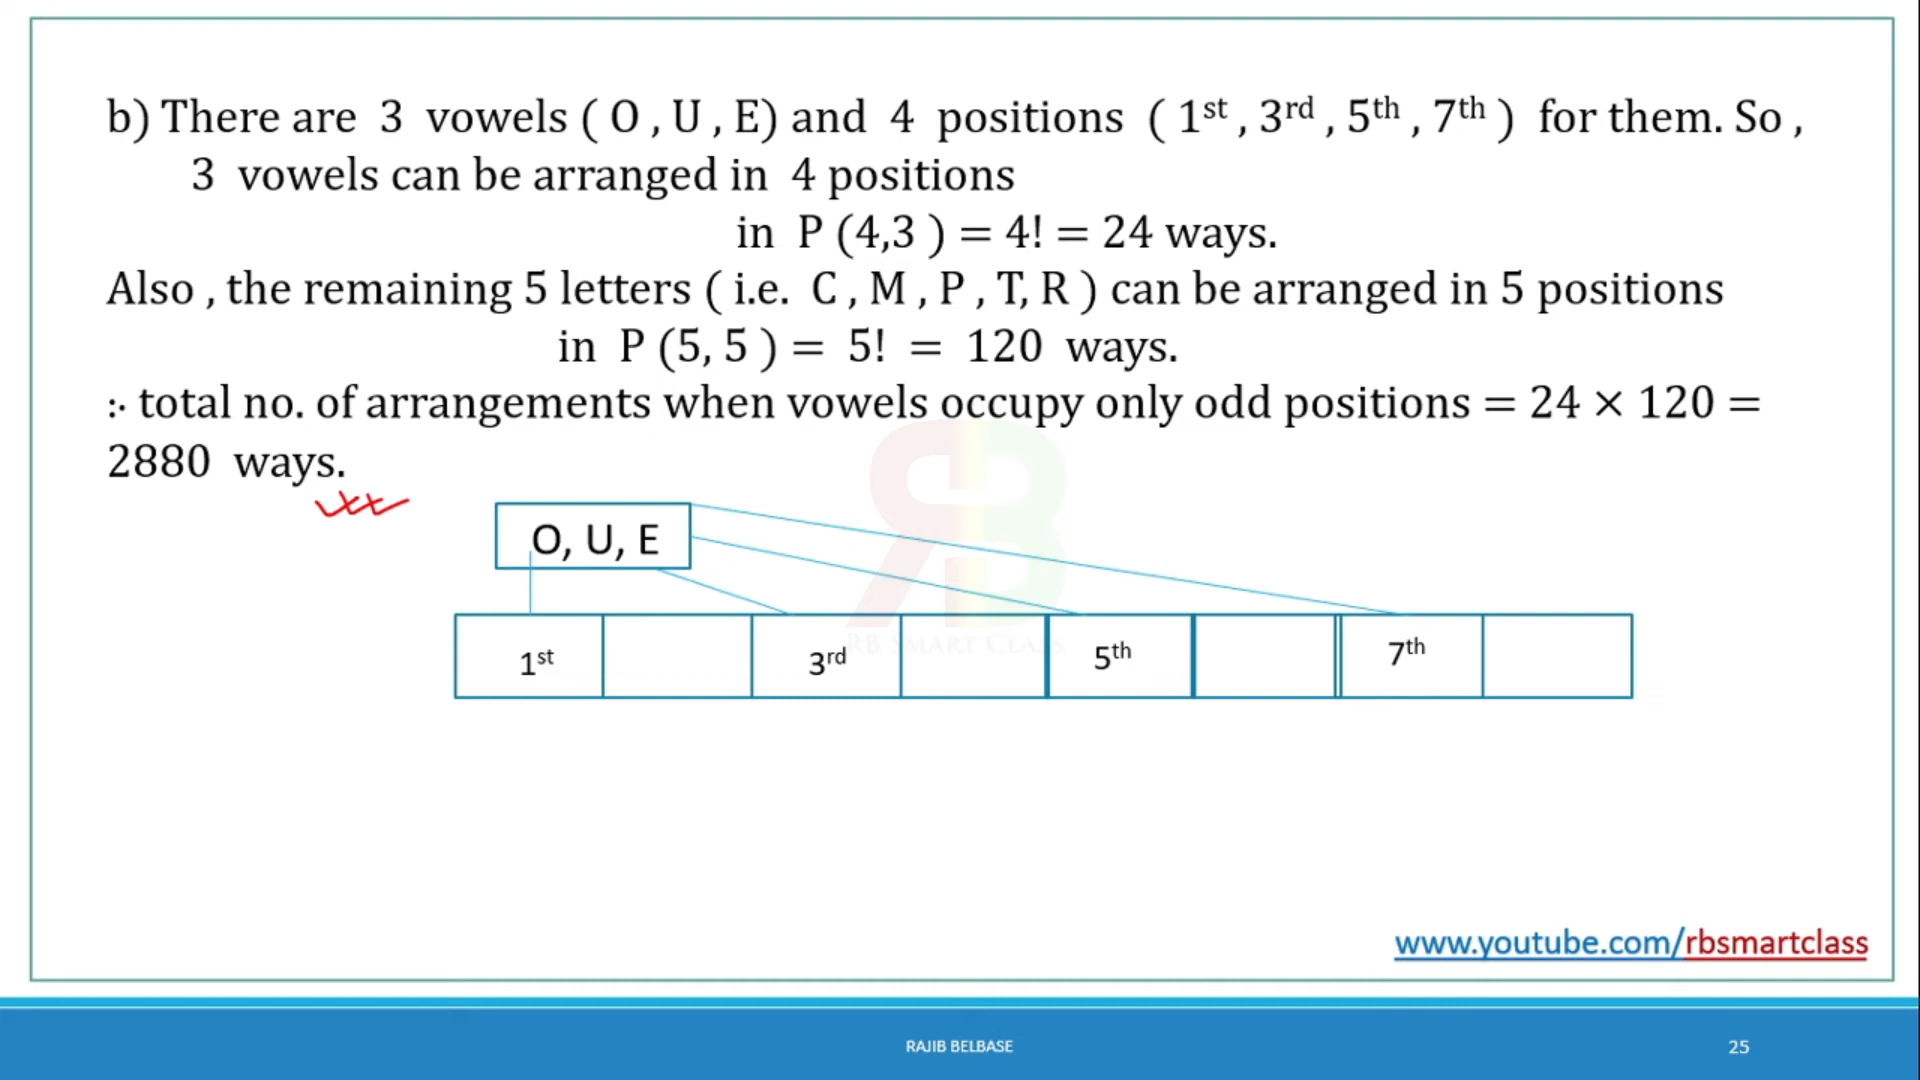 b) There are 3 vowels ( O , U , E) and 4 positions ( 1st , 3rd , 5th , 7th ) for them. So ,
3 vowels can be arranged in 4 positions
in P (4,3 ) = 4! = 24 ways.
Also , the remaining 5 letters ( i.e. C , M , P , T, R ) can be arranged in 5 positions
in P (5, 5 ) = 5! = 120 ways.
∴ total no. of arrangements when vowels occupy only odd positions = 24 × 120 =
2880 ways.
O, U, E
RB SMART CLASS
1st 3rd 5th 7th
www.youtube.com/rbsmartclass
RAJIB BELBASE
25